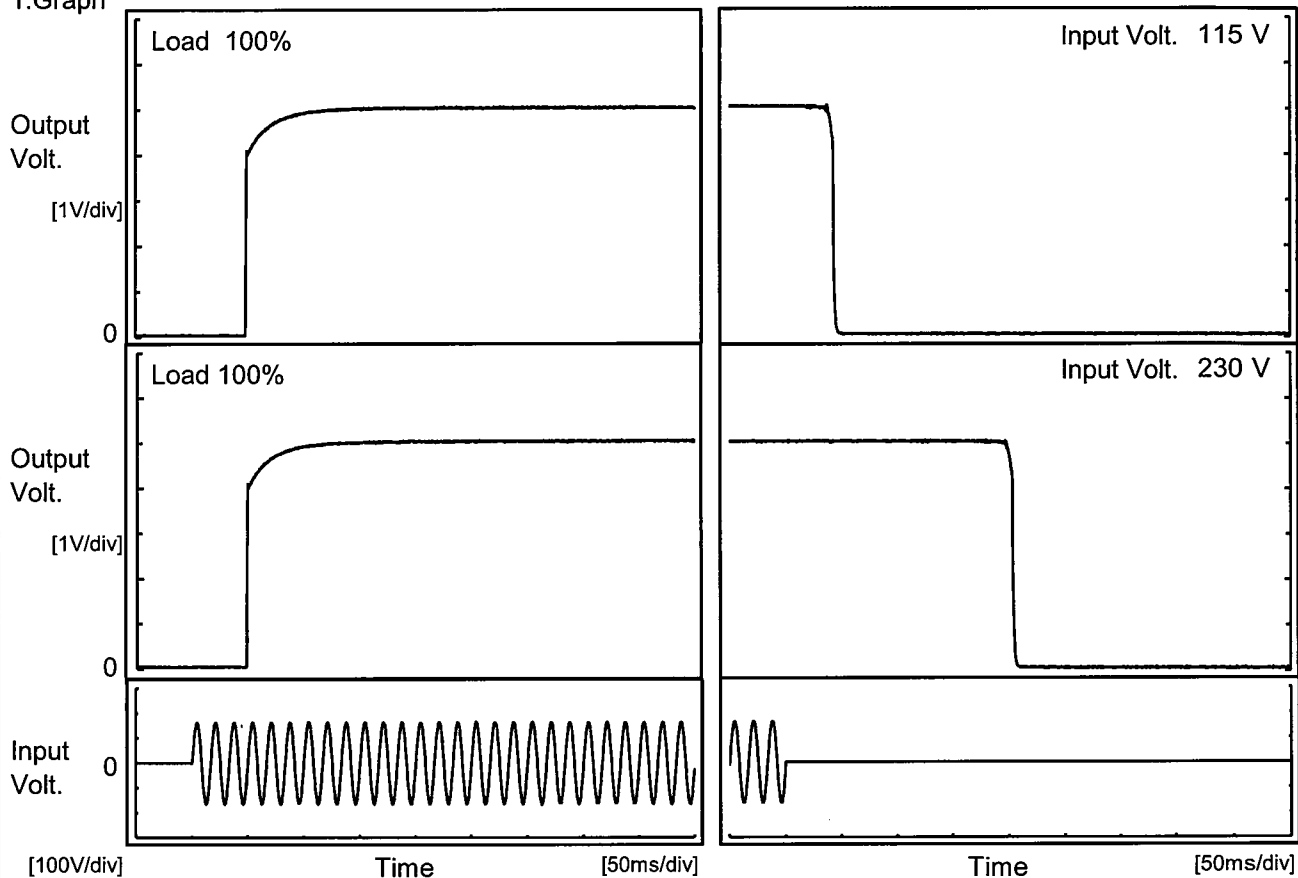 1.Graph
Load 100%
Input Volt. 115 V
Output
Volt.
[1V/div]
0
Load 100%
Input Volt. 230 V
Output
Volt.
[1V/div]
0
Input
Volt.
0
[100V/div]
Time
[50ms/div]
Time
[50ms/div]